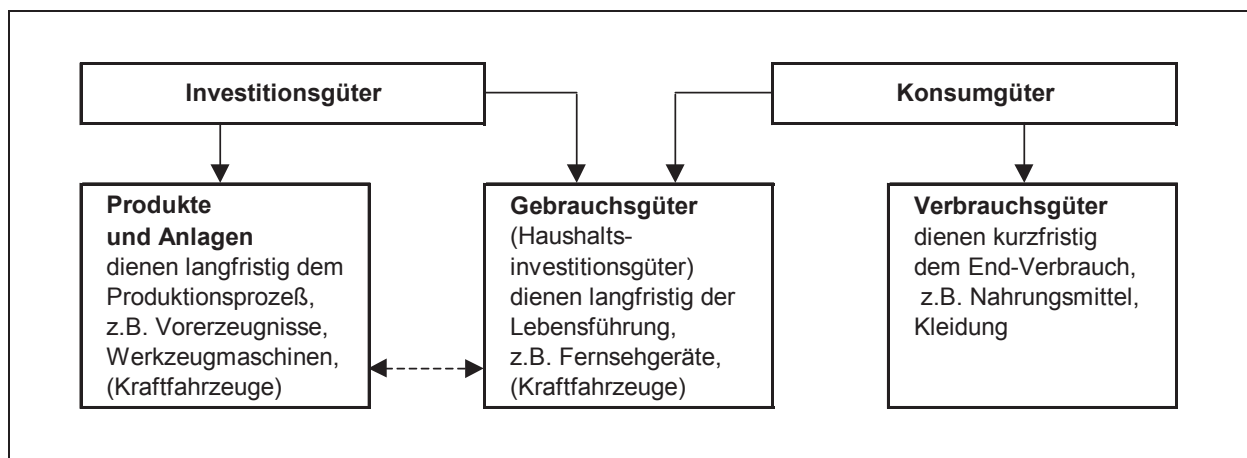 Investitionsgüter
Konsumgüter
Produkte
und Anlagen
dienen langfristig dem
Produktionsprozeß,
z.B. Vorerzeugnisse,
Werkzeugmaschinen,
(Kraftfahrzeuge)
Gebrauchsgüter
(Haushalts-
investitionsgüter)
dienen langfristig der
Lebensführung,
z.B. Fernsehgeräte,
(Kraftfahrzeuge)
Verbrauchsgüter
dienen kurzfristig
dem End-Verbrauch,
z.B. Nahrungsmittel,
Kleidung